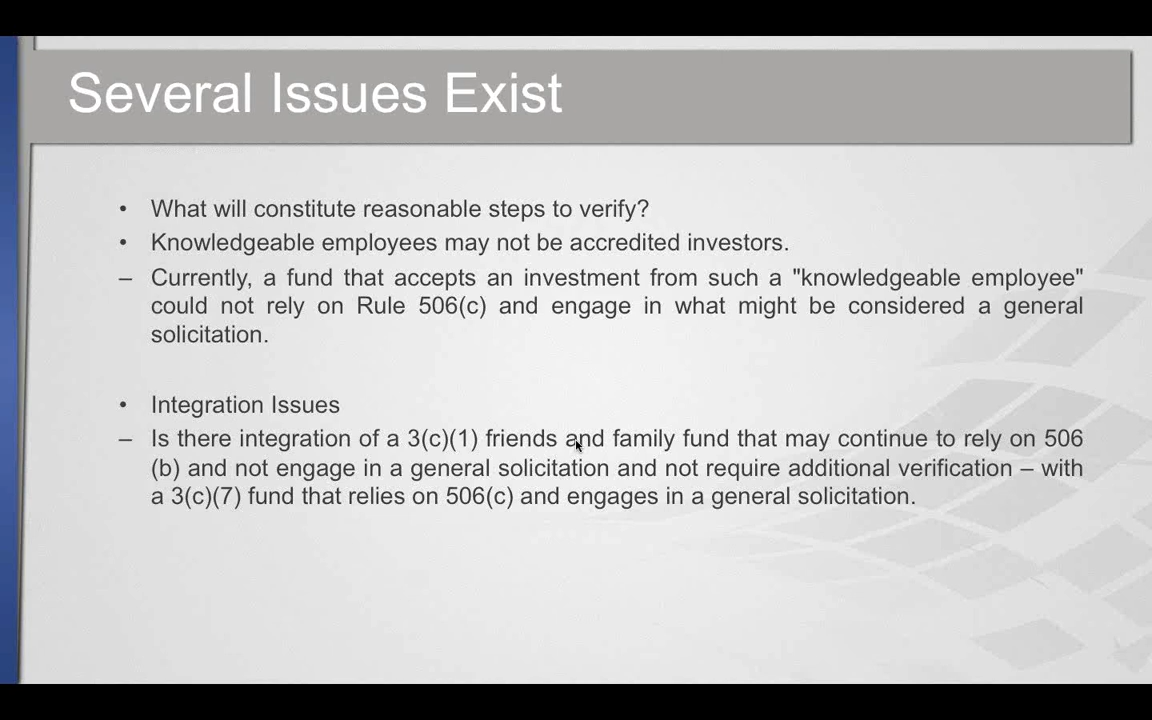 Several Issues Exist
• What will constitute reasonable steps to verify?
• Knowledgeable employees may not be accredited investors.
– Currently, a fund that accepts an investment from such a "knowledgeable employee"
could not rely on Rule 506(c) and engage in what might be considered a general
solicitation.
• Integration Issues
– Is there integration of a 3(c)(1) friends and family fund that may continue to rely on 506
(b) and not engage in a general solicitation and not require additional verification – with
a 3(c)(7) fund that relies on 506(c) and engages in a general solicitation.